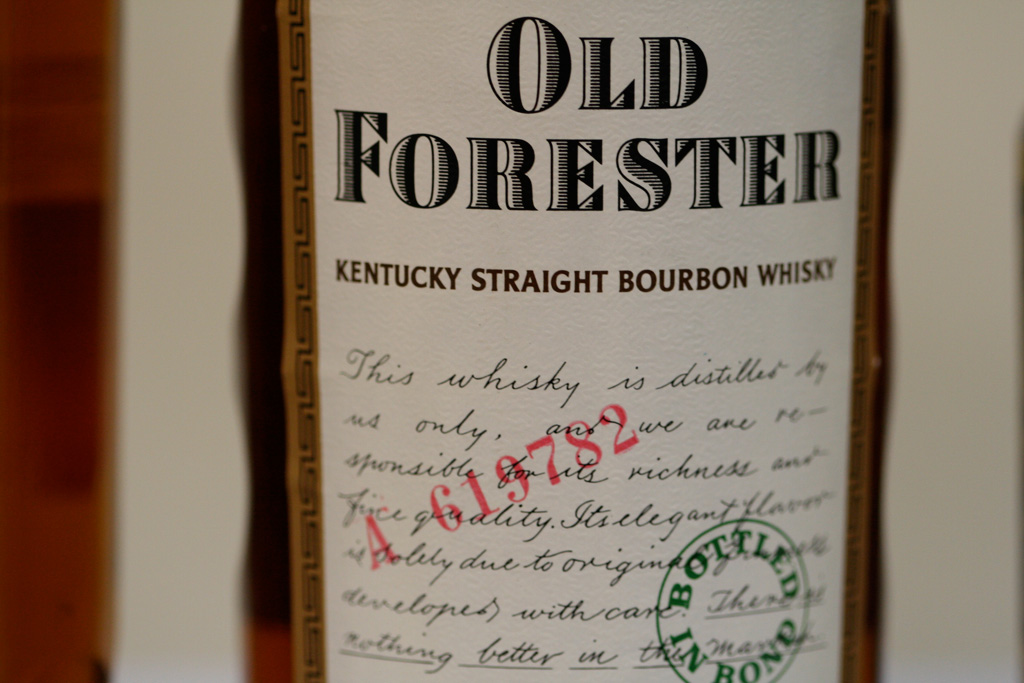 OLD
FORESTER
KENTUCKY STRAIGHT BOURBON WHISKY
This whisky is distilled by
us only, and we are re-
sponsible for its richness and
fine quality. Its elegant flavor
is solely due to original
developed with care. There is
nothing better in the market.
A 619782
BOTTLED
IN BOND